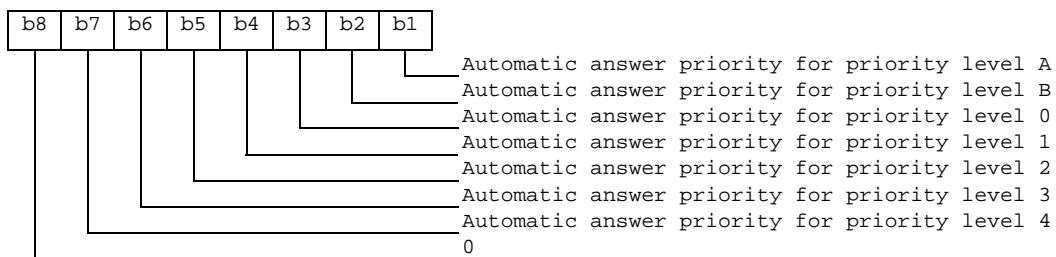 b8 b7 b6 b5 b4 b3 b2 b1
Automatic answer priority for priority level A
Automatic answer priority for priority level B
Automatic answer priority for priority level 0
Automatic answer priority for priority level 1
Automatic answer priority for priority level 2
Automatic answer priority for priority level 3
Automatic answer priority for priority level 4
0